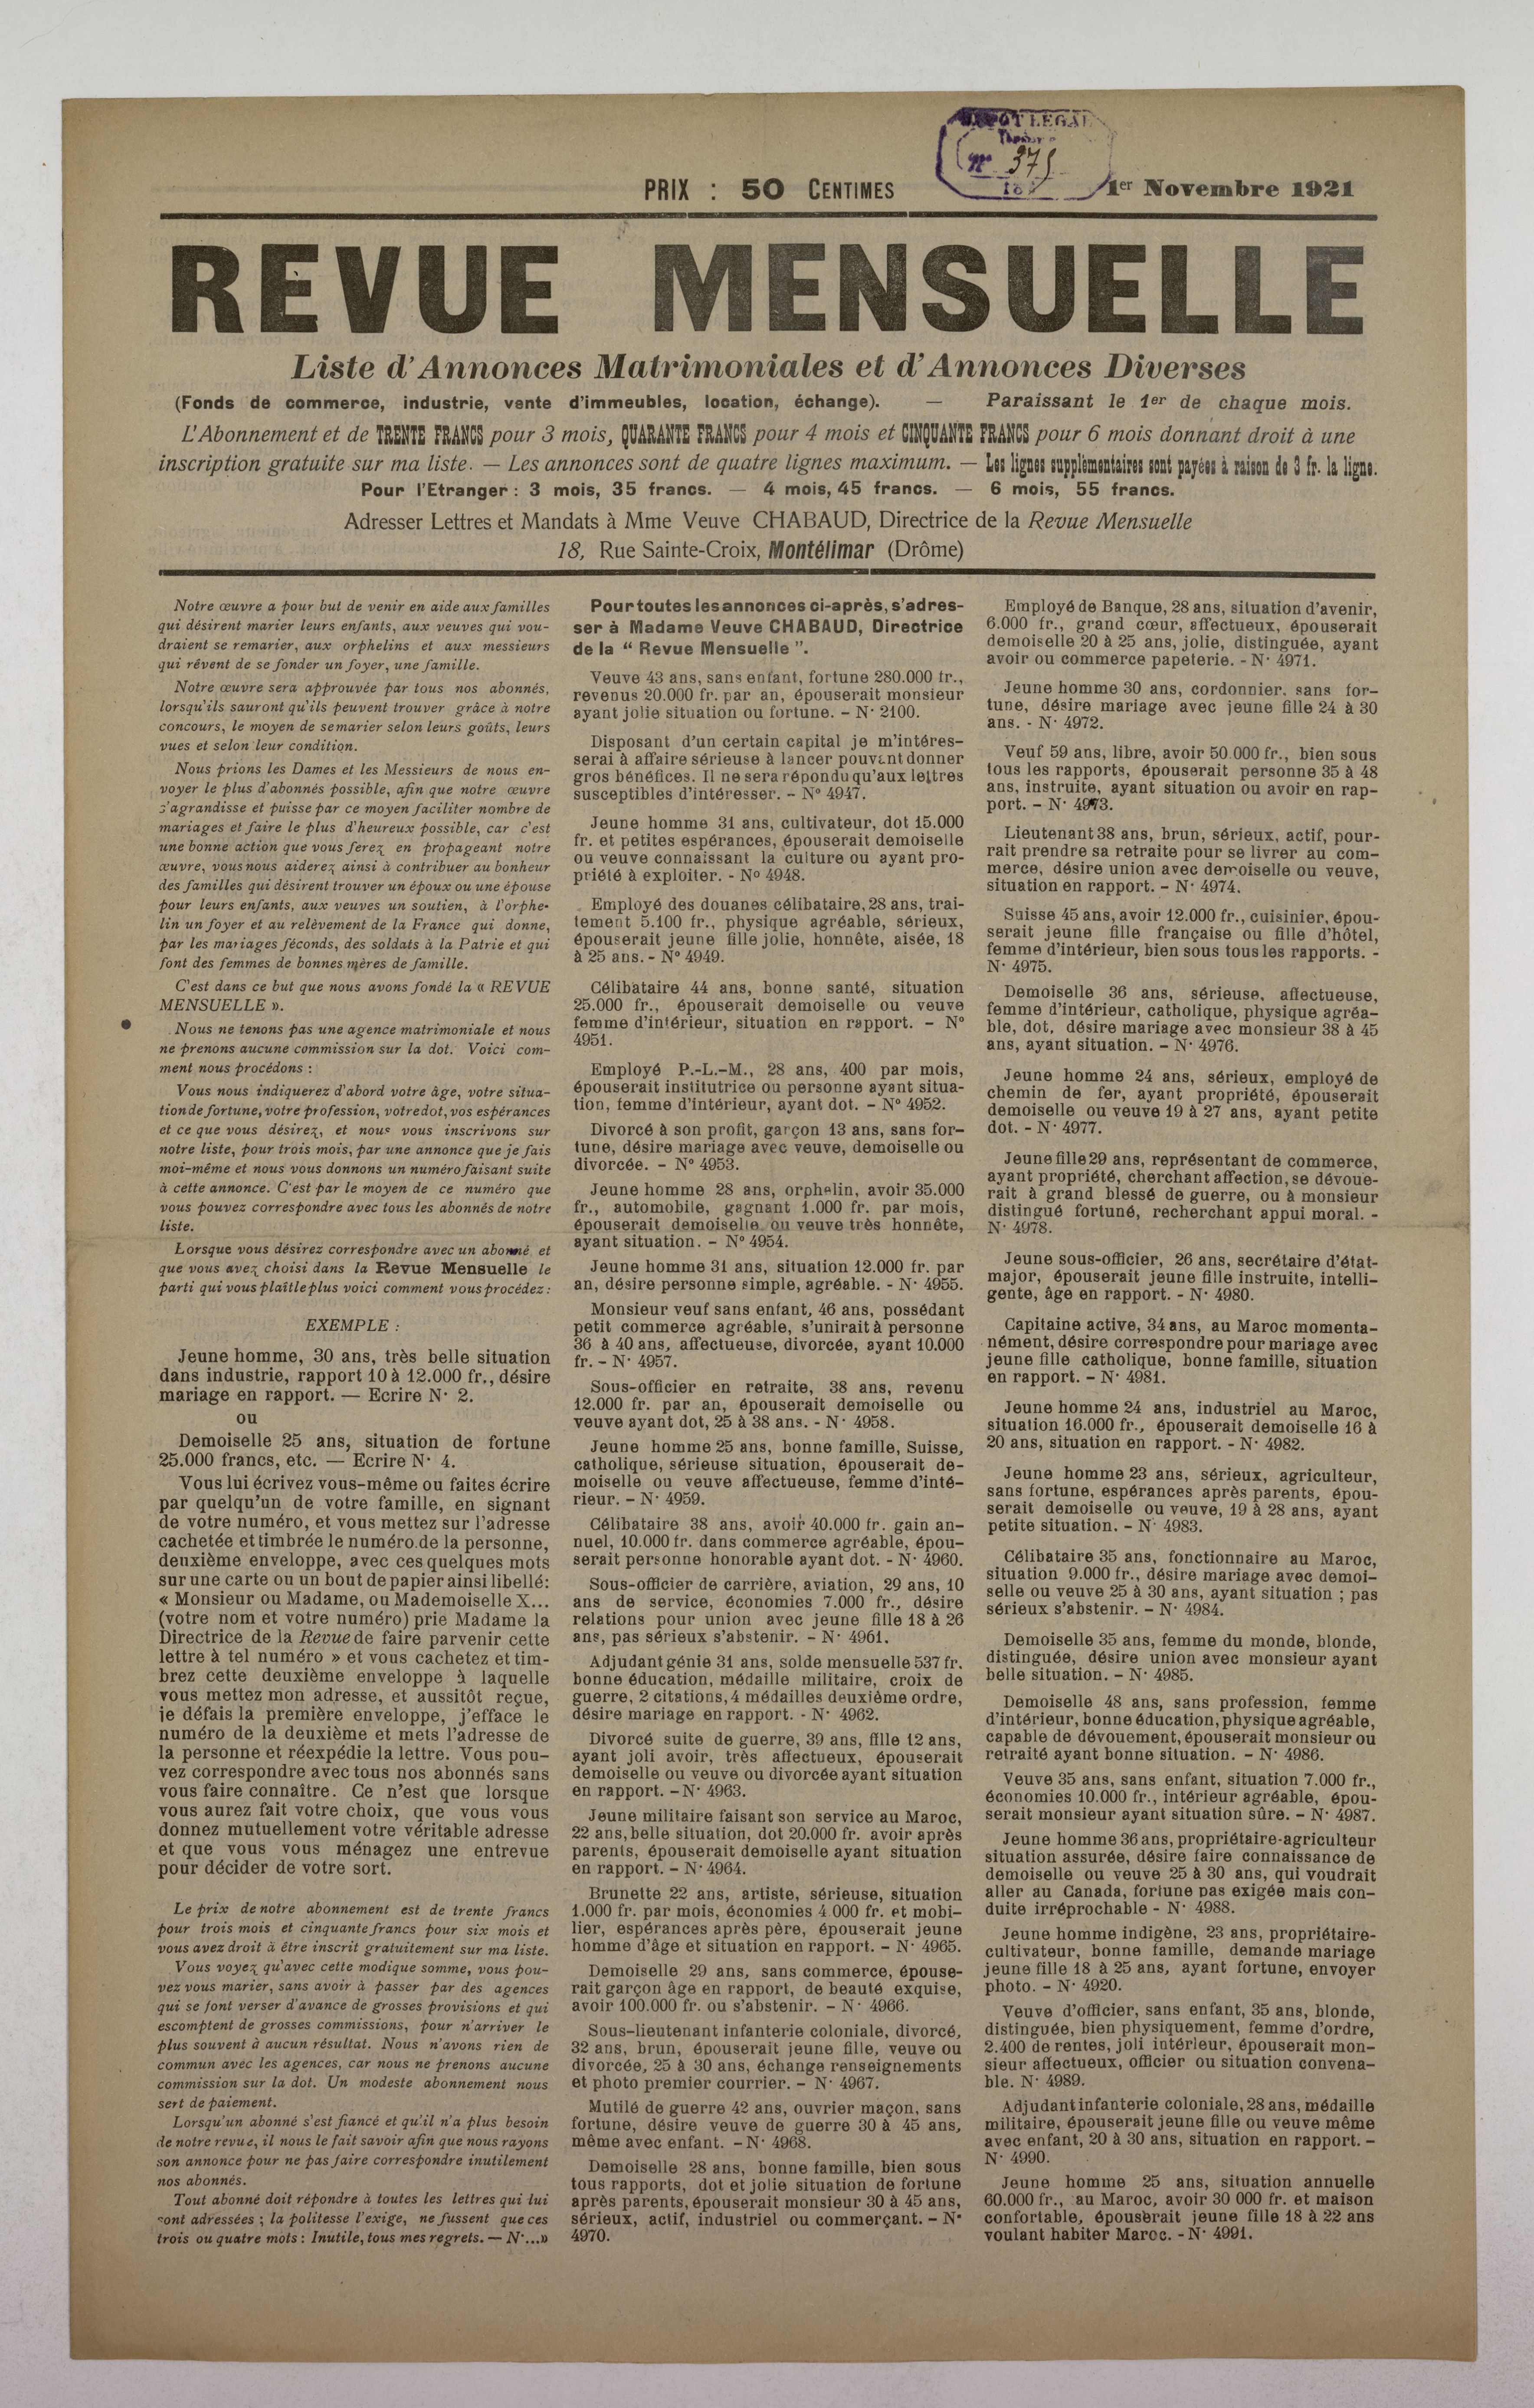 DÉPOT LEGAL
n° 375
PRIX : 50 CENTIMES
1er Novembre 1921
REVUE MENSUELLE
Liste d'Annonces Matrimoniales et d'Annonces Diverses
(Fonds de commerce, industrie, vente d'immeubles, location, échange). — Paraissant le 1er de chaque mois.
L'Abonnement et de TRENTE FRANCS pour 3 mois, QUARANTE FRANCS pour 4 mois et CINQUANTE FRANCS pour 6 mois donnant droit à une
inscription gratuite sur ma liste. — Les annonces sont de quatre lignes maximum. — Les lignes supplémentaires sont payées à raison de 3 fr. la ligne.
Pour l'Etranger : 3 mois, 35 francs. — 4 mois, 45 francs. — 6 mois, 55 francs.
Adresser Lettres et Mandats à Mme Veuve CHABAUD, Directrice de la Revue Mensuelle
18, Rue Sainte-Croix, Montélimar (Drôme)
Notre œuvre a pour but de venir en aide aux familles
qui désirent marier leurs enfants, aux veuves qui vou-
draient se remarier, aux orphelins et aux messieurs
qui rêvent de se fonder un foyer, une famille.
Notre œuvre sera approuvée par tous nos abonnés,
lorsqu'ils sauront qu'ils peuvent trouver grâce à notre
concours, le moyen de semarier selon leurs goûts, leurs
vues et selon leur condition.
Nous prions les Dames et les Messieurs de nous en-
voyer le plus d'abonnés possible, afin que notre œuvre
s'agrandisse et puisse par ce moyen faciliter nombre de
mariages et faire le plus d'heureux possible, car c'est
une bonne action que vous ferez en propageant notre
œuvre, vous nous aiderez ainsi à contribuer au bonheur
des familles qui désirent trouver un époux ou une épouse
pour leurs enfants, aux veuves un soutien, à l'orphe-
lin un foyer et au relèvement de la France qui donne,
par les mariages féconds, des soldats à la Patrie et qui
font des femmes de bonnes mères de famille.
C'est dans ce but que nous avons fondé la « REVUE
MENSUELLE ».
Nous ne tenons pas une agence matrimoniale et nous
ne prenons aucune commission sur la dot. Voici com-
ment nous procédons :
Vous nous indiquerez d'abord votre âge, votre situa-
tion de fortune, votre profession, votre dot, vos espérances
et ce que vous désirez, et nous vous inscrivons sur
notre liste, pour trois mois, par une annonce que je fais
moi-même et nous vous donnons un numéro faisant suite
à cette annonce. C'est par le moyen de ce numéro que
vous pouvez correspondre avec tous les abonnés de notre
liste.
Lorsque vous désirez correspondre avec un abonné et
que vous avez choisi dans la Revue Mensuelle le
parti qui vous plaît le plus voici comment vous procédez :
EXEMPLE :
Jeune homme, 30 ans, très belle situation
dans industrie, rapport 10 à 12.000 fr., désire
mariage en rapport. — Ecrire N· 2.
ou
Demoiselle 25 ans, situation de fortune
25.000 francs, etc. — Ecrire N· 4.
Vous lui écrivez vous-même ou faites écrire
par quelqu'un de votre famille, en signant
de votre numéro, et vous mettez sur l'adresse
cachetée et timbrée le numéro de la personne,
deuxième enveloppe, avec ces quelques mots
sur une carte ou un bout de papier ainsi libellé:
« Monsieur ou Madame, ou Mademoiselle X...
(votre nom et votre numéro) prie Madame la
Directrice de la Revue de faire parvenir cette
lettre à tel numéro » et vous cachetez et tim-
brez cette deuxième enveloppe à laquelle
vous mettez mon adresse, et aussitôt reçue,
je défais la première enveloppe, j'efface le
numéro de la deuxième et mets l'adresse de
la personne et réexpédie la lettre. Vous pou-
vez correspondre avec tous nos abonnés sans
vous faire connaître. Ce n'est que lorsque
vous aurez fait votre choix, que vous vous
donnez mutuellement votre véritable adresse
et que vous vous ménagez une entrevue
pour décider de votre sort.
Le prix de notre abonnement est de trente francs
pour trois mois et cinquante francs pour six mois et
vous avez droit à être inscrit gratuitement sur ma liste.
Vous voyez qu'avec cette modique somme, vous pou-
vez vous marier, sans avoir à passer par des agences
qui se font verser d'avance de grosses provisions et qui
escomptent de grosses commissions, pour n'arriver le
plus souvent à aucun résultat. Nous n'avons rien de
commun avec les agences, car nous ne prenons aucune
commission sur la dot. Un modeste abonnement nous
sert de paiement.
Lorsqu'un abonné s'est fiancé et qu'il n'a plus besoin
de notre revue, il nous le fait savoir afin que nous rayons
son annonce pour ne pas faire correspondre inutilement
nos abonnés.
Tout abonné doit répondre à toutes les lettres qui lui
sont adressées ; la politesse l'exige, ne fussent que ces
trois ou quatre mots : Inutile, tous mes regrets. — N·...»
Pour toutes les annonces ci-après, s'adres-
ser à Madame Veuve CHABAUD, Directrice
de la " Revue Mensuelle ".
Veuve 43 ans, sans enfant, fortune 280.000 fr.,
revenus 20.000 fr. par an, épouserait monsieur
ayant jolie situation ou fortune. – N· 2100.
Disposant d'un certain capital je m'intéres-
serai à affaire sérieuse à lancer pouvant donner
gros bénéfices. Il ne sera répondu qu'aux lettres
susceptibles d'intéresser. – N° 4947.
Jeune homme 31 ans, cultivateur, dot 15.000
fr. et petites espérances, épouserait demoiselle
ou veuve connaissant la culture ou ayant pro-
priété à exploiter. - N° 4948.
Employé des douanes célibataire, 28 ans, trai-
tement 5.100 fr., physique agréable, sérieux,
épouserait jeune fille jolie, honnête, aisée, 18
à 25 ans. - N° 4949.
Célibataire 44 ans, bonne santé, situation
25.000 fr., épouserait demoiselle ou veuve
femme d'intérieur, situation en rapport. – N°
4951.
Employé P.-L.-M., 28 ans, 400 par mois,
épouserait institutrice ou personne ayant situa-
tion, femme d'intérieur, ayant dot. – N° 4952.
Divorcé à son profit, garçon 13 ans, sans for-
tune, désire mariage avec veuve, demoiselle ou
divorcée. – N° 4953.
Jeune homme 28 ans, orphelin, avoir 35.000
fr., automobile, gagnant 1.000 fr. par mois,
épouserait demoiselle ou veuve très honnête,
ayant situation. – N° 4954.
Jeune homme 31 ans, situation 12.000 fr. par
an, désire personne simple, agréable. - N· 4955.
Monsieur veuf sans enfant, 46 ans, possédant
petit commerce agréable, s'unirait à personne
36 à 40 ans, affectueuse, divorcée, ayant 10.000
fr. – N· 4957.
Sous-officier en retraite, 38 ans, revenu
12.000 fr. par an, épouserait demoiselle ou
veuve ayant dot, 25 à 38 ans. - N· 4958.
Jeune homme 25 ans, bonne famille, Suisse,
catholique, sérieuse situation, épouserait de-
moiselle ou veuve affectueuse, femme d'inté-
rieur. – N· 4959.
Célibataire 38 ans, avoir 40.000 fr. gain an-
nuel, 10.000 fr. dans commerce agréable, épou-
serait personne honorable ayant dot. - N· 4960.
Sous-officier de carrière, aviation, 29 ans, 10
ans de service, économies 7.000 fr., désire
relations pour union avec jeune fille 18 à 26
ans, pas sérieux s'abstenir. – N· 4961.
Adjudant génie 31 ans, solde mensuelle 537 fr.
bonne éducation, médaille militaire, croix de
guerre, 2 citations, 4 médailles deuxième ordre,
désire mariage en rapport. - N· 4962.
Divorcé suite de guerre, 39 ans, fille 12 ans,
ayant joli avoir, très affectueux, épouserait
demoiselle ou veuve ou divorcée ayant situation
en rapport. – N· 4963.
Jeune militaire faisant son service au Maroc,
22 ans, belle situation, dot 20.000 fr. avoir après
parents, épouserait demoiselle ayant situation
en rapport. – N· 4964.
Brunette 22 ans, artiste, sérieuse, situation
1.000 fr. par mois, économies 4 000 fr. et mobi-
lier, espérances après père, épouserait jeune
homme d'âge et situation en rapport. – N· 4965.
Demoiselle 29 ans, sans commerce, épouse-
rait garçon âge en rapport, de beauté exquise,
avoir 100.000 fr. ou s'abstenir. – N· 4966.
Sous-lieutenant infanterie coloniale, divorcé,
32 ans, brun, épouserait jeune fille, veuve ou
divorcée, 25 à 30 ans, échange renseignements
et photo premier courrier. – N· 4967.
Mutilé de guerre 42 ans, ouvrier maçon, sans
fortune, désire veuve de guerre 30 à 45 ans,
même avec enfant. – N· 4968.
Demoiselle 28 ans, bonne famille, bien sous
tous rapports, dot et jolie situation de fortune
après parents, épouserait monsieur 30 à 45 ans,
sérieux, actif, industriel ou commerçant. – N·
4970.
Employé de Banque, 28 ans, situation d'avenir,
6.000 fr., grand cœur, affectueux, épouserait
demoiselle 20 à 25 ans, jolie, distinguée, ayant
avoir ou commerce papeterie. - N· 4971.
Jeune homme 30 ans, cordonnier, sans for-
tune, désire mariage avec jeune fille 24 à 30
ans. - N· 4972.
Veuf 59 ans, libre, avoir 50.000 fr., bien sous
tous les rapports, épouserait personne 35 à 48
ans, instruite, ayant situation ou avoir en rap-
port. – N· 4973.
Lieutenant 38 ans, brun, sérieux, actif, pour-
rait prendre sa retraite pour se livrer au com-
merce, désire union avec demoiselle ou veuve,
situation en rapport. – N· 4974.
Suisse 45 ans, avoir 12.000 fr., cuisinier, épou-
serait jeune fille française ou fille d'hôtel,
femme d'intérieur, bien sous tous les rapports. -
N· 4975.
Demoiselle 36 ans, sérieuse, affectueuse,
femme d'intérieur, catholique, physique agréa-
ble, dot, désire mariage avec monsieur 38 à 45
ans, ayant situation. – N· 4976.
Jeune homme 24 ans, sérieux, employé de
chemin de fer, ayant propriété, épouserait
demoiselle ou veuve 19 à 27 ans, ayant petite
dot. - N· 4977.
Jeune fille 29 ans, représentant de commerce,
ayant propriété, cherchant affection, se dévoue-
rait à grand blessé de guerre, ou à monsieur
distingué fortuné, recherchant appui moral. -
N· 4978.
Jeune sous-officier, 26 ans, secrétaire d'état-
major, épouserait jeune fille instruite, intelli-
gente, âge en rapport. - N· 4980.
Capitaine active, 34 ans, au Maroc momenta-
nément, désire correspondre pour mariage avec
jeune fille catholique, bonne famille, situation
en rapport. – N· 4981.
Jeune homme 24 ans, industriel au Maroc,
situation 16.000 fr., épouserait demoiselle 16 à
20 ans, situation en rapport. - N· 4982.
Jeune homme 23 ans, sérieux, agriculteur,
sans fortune, espérances après parents, épou-
serait demoiselle ou veuve, 19 à 28 ans, ayant
petite situation. – N· 4983.
Célibataire 35 ans, fonctionnaire au Maroc,
situation 9.000 fr., désire mariage avec demoi-
selle ou veuve 25 à 30 ans, ayant situation ; pas
sérieux s'abstenir. – N· 4984.
Demoiselle 35 ans, femme du monde, blonde,
distinguée, désire union avec monsieur ayant
belle situation. – N· 4985.
Demoiselle 48 ans, sans profession, femme
d'intérieur, bonne éducation, physique agréable,
capable de dévouement, épouserait monsieur ou
retraité ayant bonne situation. – N· 4986.
Veuve 35 ans, sans enfant, situation 7.000 fr.,
économies 10.000 fr., intérieur agréable, épou-
serait monsieur ayant situation sûre. – N· 4987.
Jeune homme 36 ans, propriétaire-agriculteur
situation assurée, désire faire connaissance de
demoiselle ou veuve 25 à 30 ans, qui voudrait
aller au Canada, fortune pas exigée mais con-
duite irréprochable - N· 4988.
Jeune homme indigène, 23 ans, propriétaire-
cultivateur, bonne famille, demande mariage
jeune fille 18 à 25 ans, ayant fortune, envoyer
photo. – N· 4920.
Veuve d'officier, sans enfant, 35 ans, blonde,
distinguée, bien physiquement, femme d'ordre,
2.400 de rentes, joli intérieur, épouserait mon-
sieur affectueux, officier ou situation convena-
ble. N· 4989.
Adjudant infanterie coloniale, 28 ans, médaille
militaire, épouserait jeune fille ou veuve même
avec enfant, 20 à 30 ans, situation en rapport. –
N· 4990.
Jeune homme 25 ans, situation annuelle
60.000 fr., au Maroc, avoir 30 000 fr. et maison
confortable, épouserait jeune fille 18 à 22 ans
voulant habiter Maroc. - N· 4991.